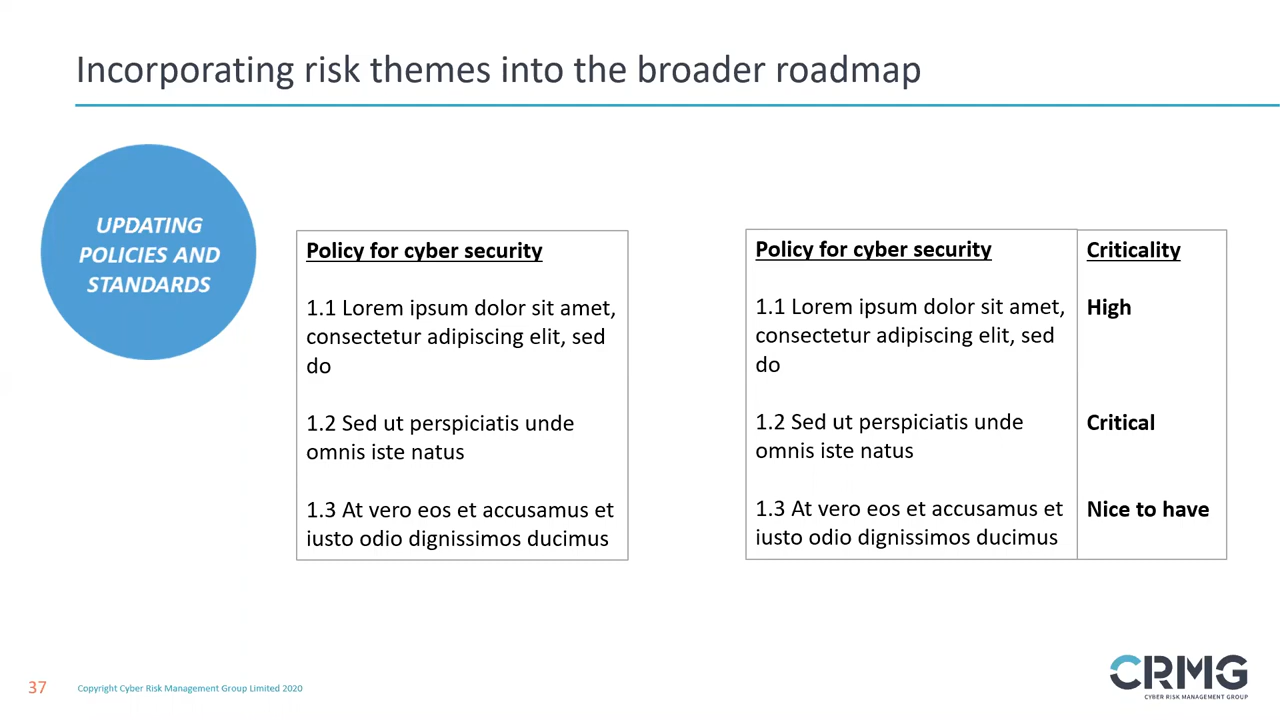 Incorporating risk themes into the broader roadmap
UPDATING
POLICIES AND
STANDARDS
Policy for cyber security
1.1 Lorem ipsum dolor sit amet,
consectetur adipiscing elit, sed
do
1.2 Sed ut perspiciatis unde
omnis iste natus
1.3 At vero eos et accusamus et
iusto odio dignissimos ducimus
Policy for cyber security
1.1 Lorem ipsum dolor sit amet,
consectetur adipiscing elit, sed
do
1.2 Sed ut perspiciatis unde
omnis iste natus
1.3 At vero eos et accusamus et
iusto odio dignissimos ducimus
Criticality
High
Critical
Nice to have
37
Copyright Cyber Risk Management Group Limited 2020
CRMG
CYBER RISK MANAGEMENT GROUP